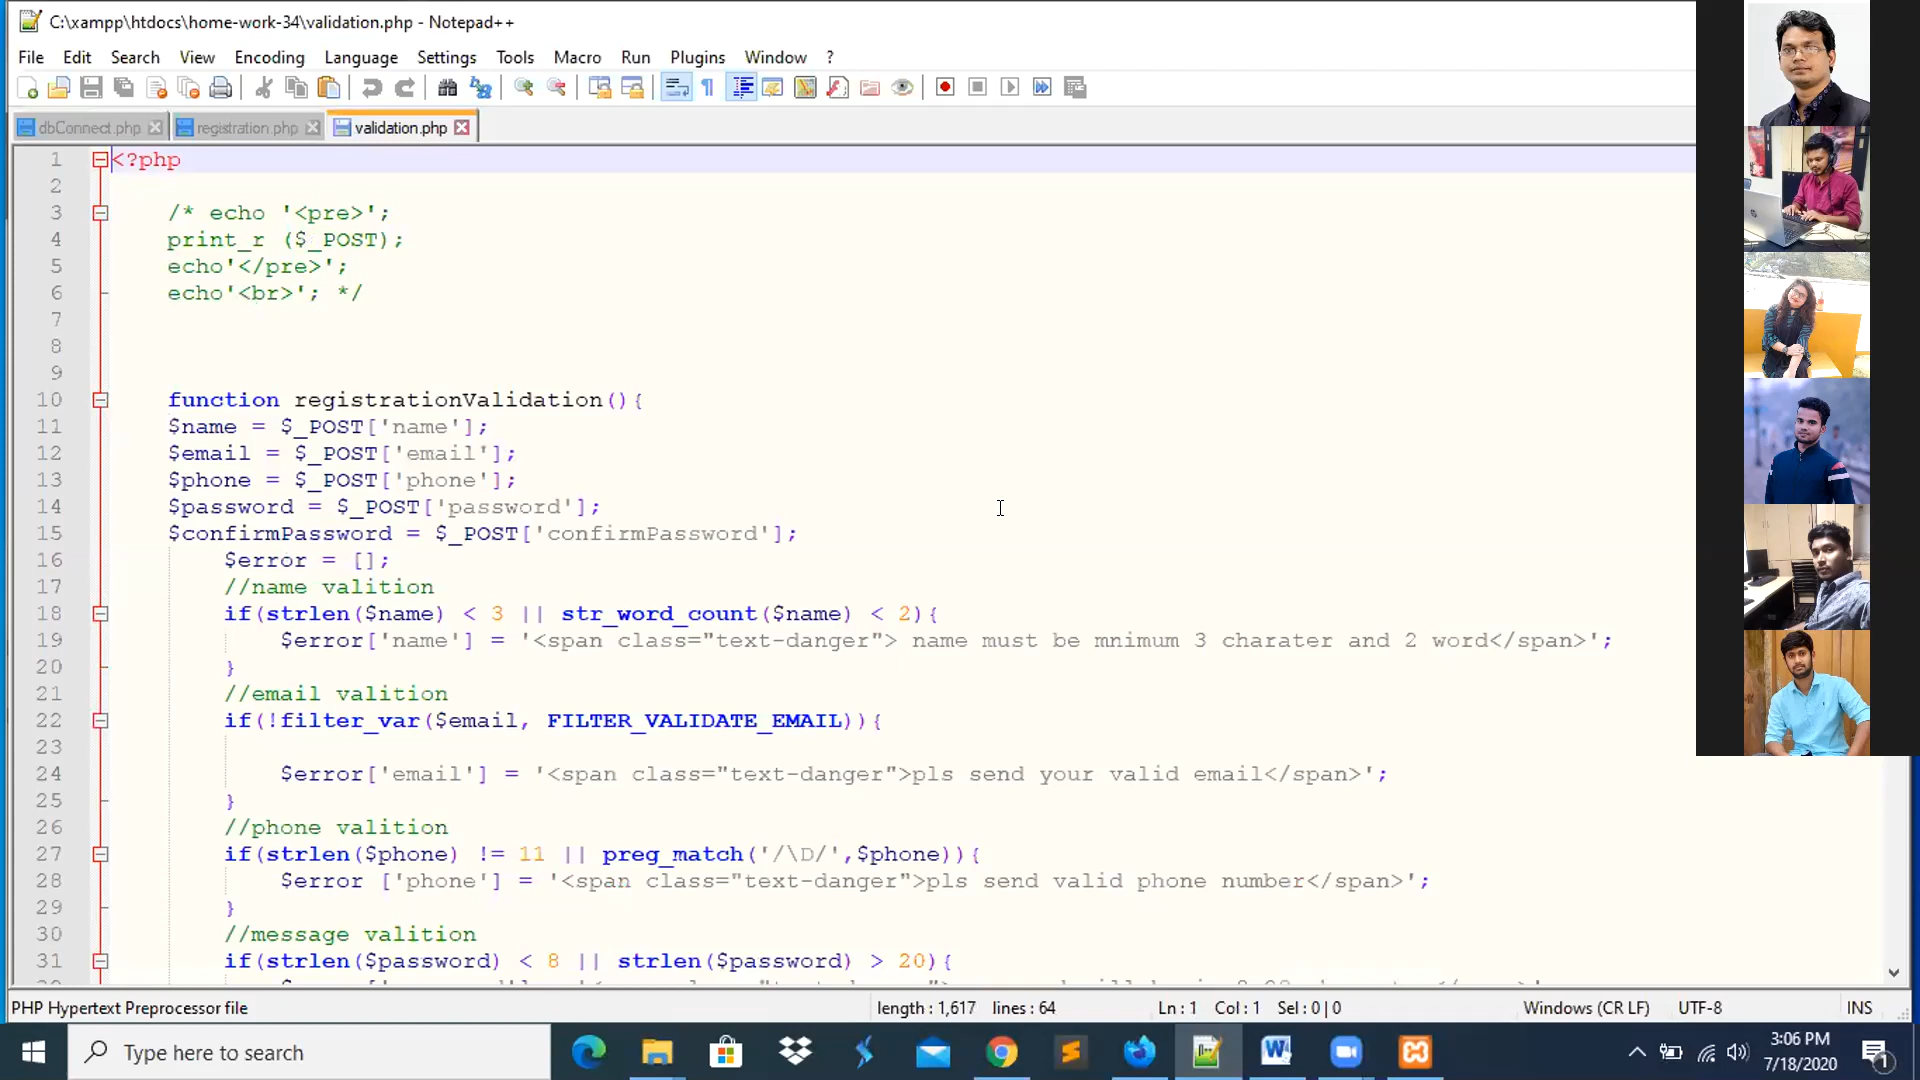 C:\xampp\htdocs\home-work-34\validation.php - Notepad++
File Edit Search View Encoding Language Settings Tools Macro Run Plugins Window ?
dbConnect.php registration.php validation.php
1 <?php
2
3 /* echo '<pre>';
4 print_r ($_POST);
5 echo'</pre>';
6 echo'<br>'; */
7
8
9
10 function registrationValidation(){
11 $name = $_POST['name'];
12 $email = $_POST['email'];
13 $phone = $_POST['phone'];
14 $password = $_POST['password'];
15 $confirmPassword = $_POST['confirmPassword'];
16 $error = [];
17 //name valition
18 if(strlen($name) < 3 || str_word_count($name) < 2){
19 $error['name'] = '<span class="text-danger"> name must be mnimum 3 charater and 2 word</span>';
20 }
21 //email valition
22 if(!filter_var($email, FILTER_VALIDATE_EMAIL)){
23
24 $error['email'] = '<span class="text-danger">pls send your valid email</span>';
25 }
26 //phone valition
27 if(strlen($phone) != 11 || preg_match('/\D/',$phone)){
28 $error ['phone'] = '<span class="text-danger">pls send valid phone number</span>';
29 }
30 //message valition
31 if(strlen($password) < 8 || strlen($password) > 20){
PHP Hypertext Preprocessor file length : 1,617 lines : 64 Ln : 1 Col : 1 Sel : 0 | 0 Windows (CR LF) UTF-8 INS
Type here to search
3:06 PM
7/18/2020
1